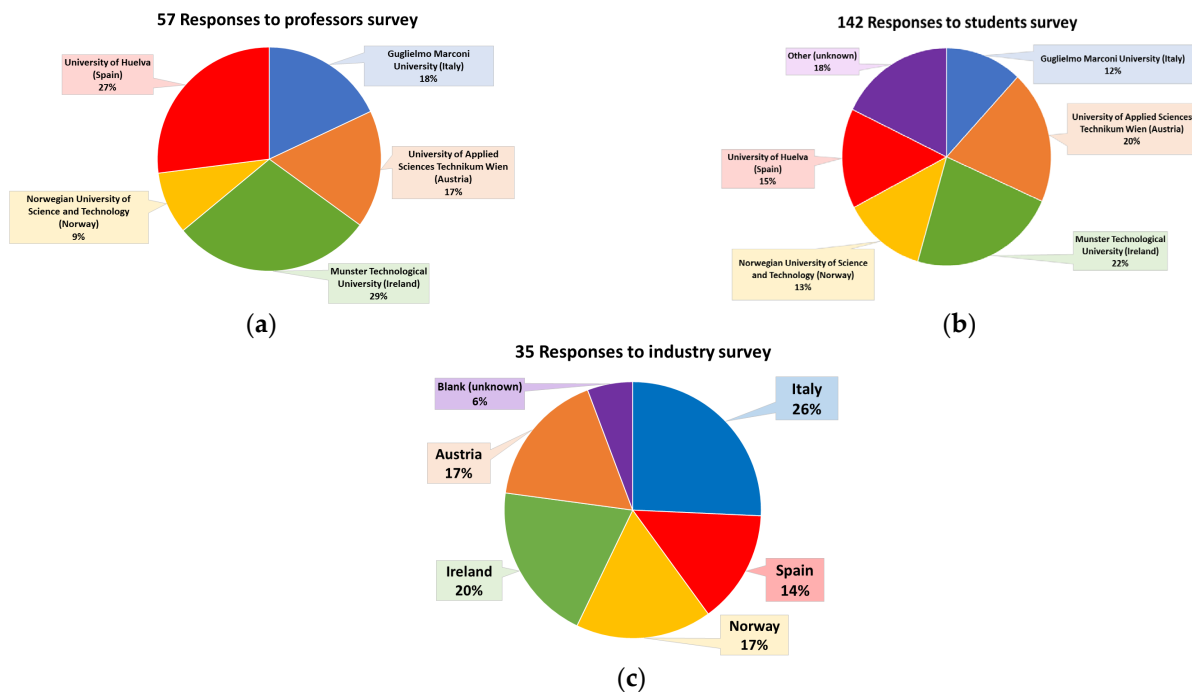 57 Responses to professors survey
University of Huelva
(Spain)
27%
Guglielmo Marconi
University (Italy)
18%
University of Applied
Sciences Technikum Wien
(Austria)
17%
Norwegian University of
Science and Technology
(Norway)
9%
Munster Technological
University (Ireland)
29%
(a)
142 Responses to students survey
Other (unknown)
18%
Guglielmo Marconi University (Italy)
12%
University of Applied Sciences
Technikum Wien (Austria)
20%
University of Huelva
(Spain)
15%
Norwegian University of Science
and Technology (Norway)
13%
Munster Technological
University (Ireland)
22%
(b)
35 Responses to industry survey
Blank (unknown)
6%
Italy
26%
Austria
17%
Ireland
20%
Spain
14%
Norway
17%
(c)